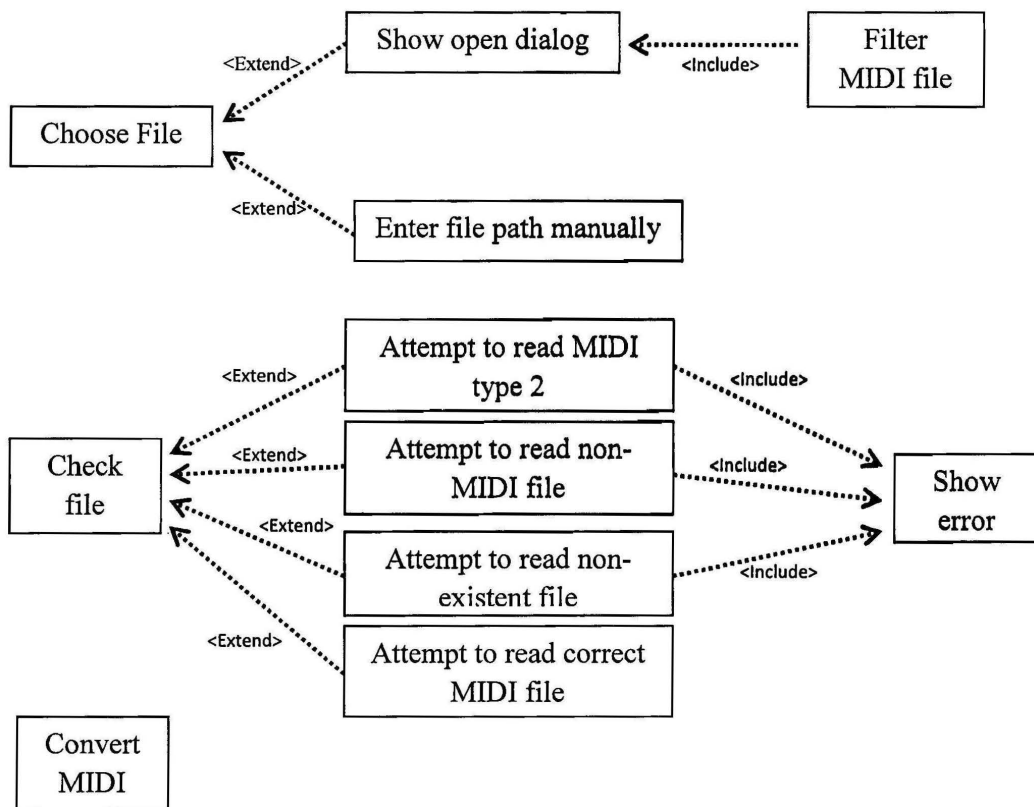 Show open dialog
Filter
MIDI file
<Extend>
<Include>
Choose File
<Extend>
Enter file path manually
Attempt to read MIDI
type 2
<Extend>
<Include>
Check
file
<Extend>
Attempt to read non-
MIDI file
<Include>
Show
error
<Extend>
Attempt to read non-
existent file
<Include>
<Extend>
Attempt to read correct
MIDI file
Convert
MIDI